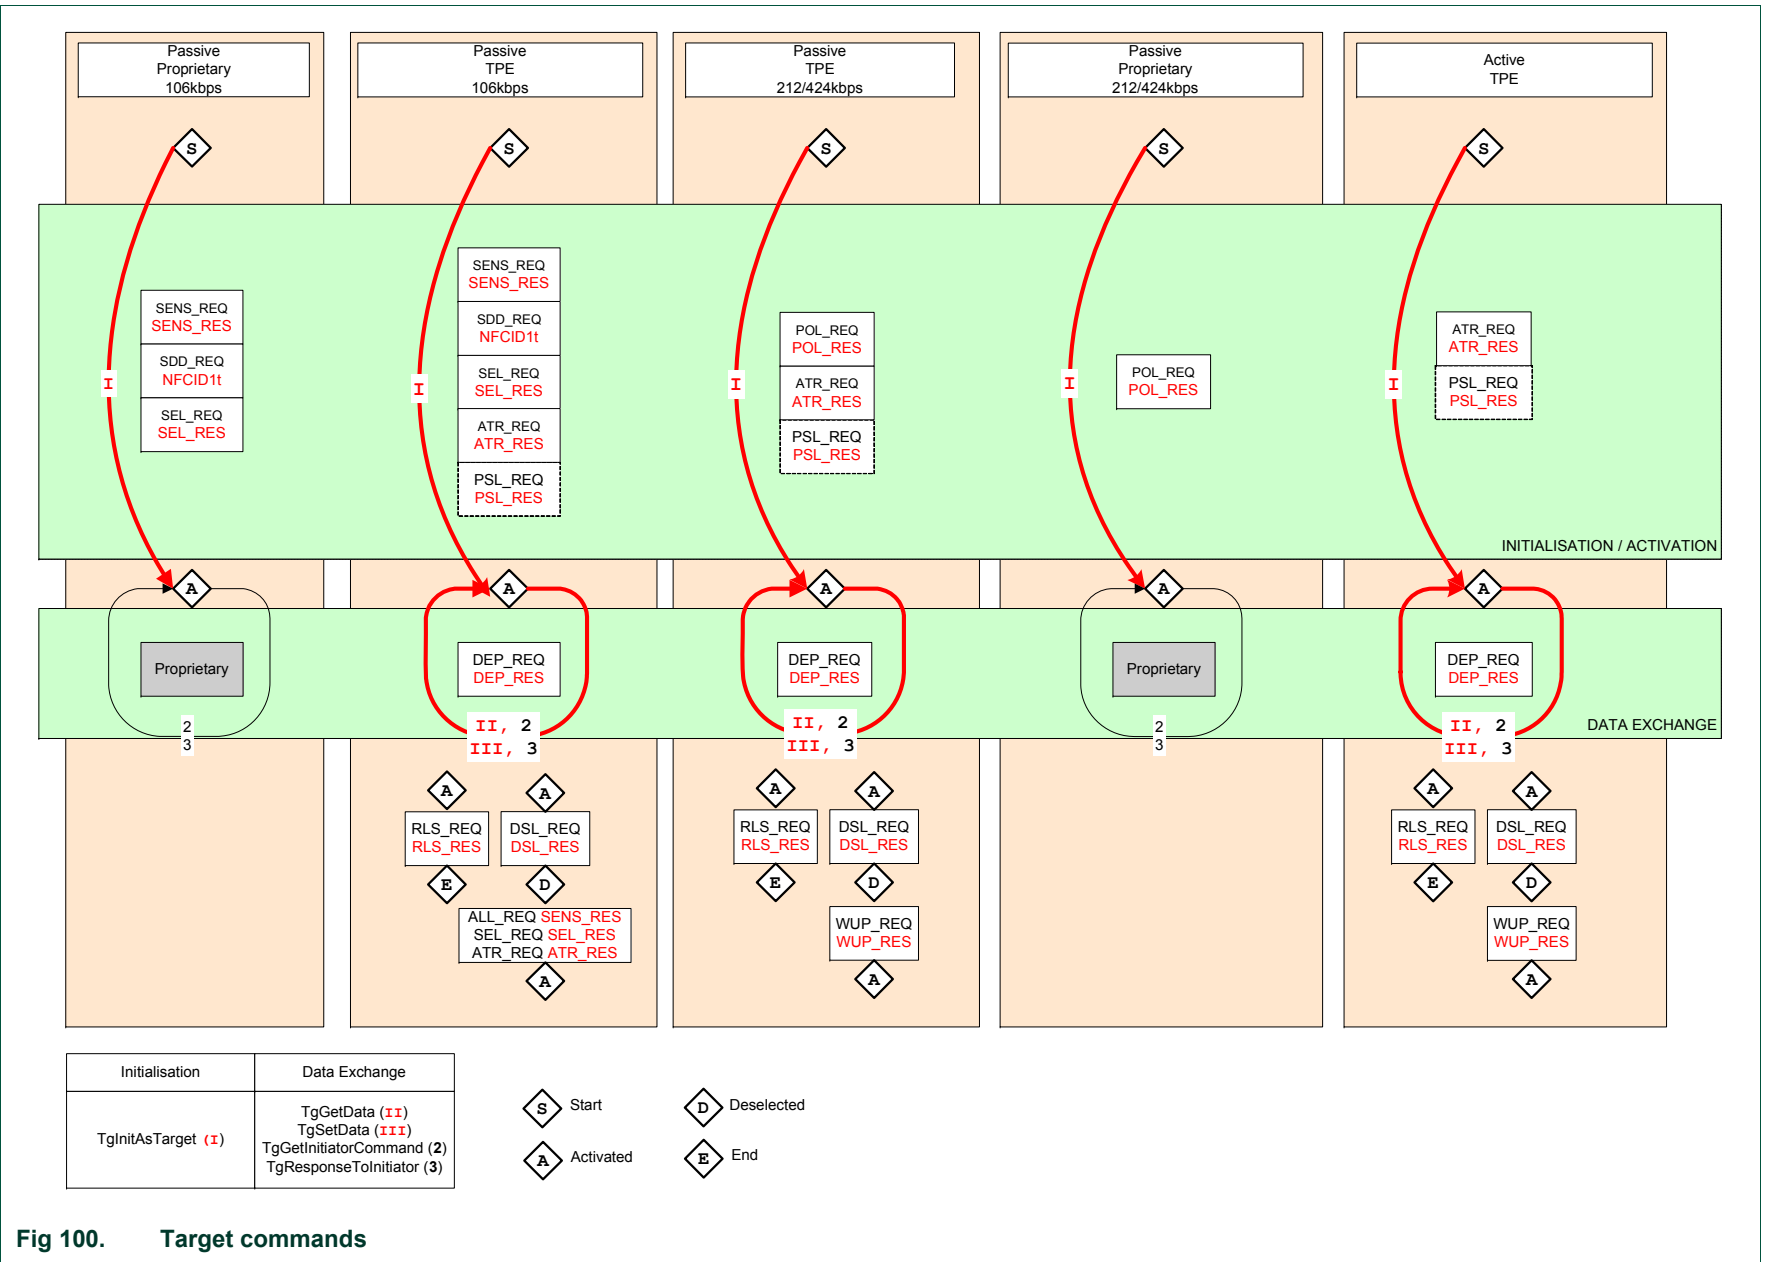 Passive
Proprietary
106kbps
Passive
TPE
106kbps
Passive
TPE
212/424kbps
Passive
Proprietary
212/424kbps
Active
TPE
S
S
S
S
S
I
SENS_REQ
SENS_RES
SDD_REQ
NFCID1t
SEL_REQ
SEL_RES
I
SENS_REQ
SENS_RES
SDD_REQ
NFCID1t
SEL_REQ
SEL_RES
ATR_REQ
ATR_RES
PSL_REQ
PSL_RES
I
POL_REQ
POL_RES
ATR_REQ
ATR_RES
PSL_REQ
PSL_RES
I
POL_REQ
POL_RES
I
ATR_REQ
ATR_RES
PSL_REQ
PSL_RES
INITIALISATION / ACTIVATION
A
A
A
A
A
Proprietary
2
3
DEP_REQ
DEP_RES
II, 2
III, 3
DEP_REQ
DEP_RES
II, 2
III, 3
Proprietary
2
3
DEP_REQ
DEP_RES
II, 2
III, 3
DATA EXCHANGE
A
RLS_REQ
RLS_RES
E
A
DSL_REQ
DSL_RES
D
ALL_REQ SENS_RES
SEL_REQ SEL_RES
ATR_REQ ATR_RES
A
A
RLS_REQ
RLS_RES
E
A
DSL_REQ
DSL_RES
D
WUP_REQ
WUP_RES
A
A
RLS_REQ
RLS_RES
E
A
DSL_REQ
DSL_RES
D
WUP_REQ
WUP_RES
A
Initialisation
Data Exchange
TgInitAsTarget (I)
TgGetData (II)
TgSetData (III)
TgGetInitiatorCommand (2)
TgResponseToInitiator (3)
S Start
D Deselected
A Activated
E End
Fig 100. Target commands